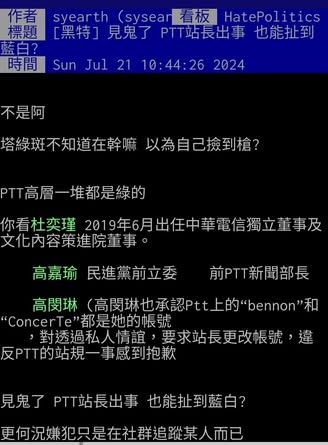 作者 syearth (sysear 看板 HatePolitics
標題 [黑特] 見鬼了 PTT站長出事 也能扯到
藍白?
時間 Sun Jul 21 10:44:26 2024
不是阿
塔綠斑不知道在幹嘛 以為自己撿到槍?
PTT高層一堆都是綠的
你看杜奕瑾 2019年6月出任中華電信獨立董事及
文化內容策進院董事。
高嘉瑜 民進黨前立委 前PTT新聞部長
高閔琳（高閔琳也承認Ptt上的“bennon”和
“ConcerTe”都是她的帳號
，對透過私人情誼，要求站長更改帳號，違
反PTT的站規一事感到抱歉
見鬼了 PTT站長出事 也能扯到藍白?
更何況嫌犯只是在社群追蹤某人而已